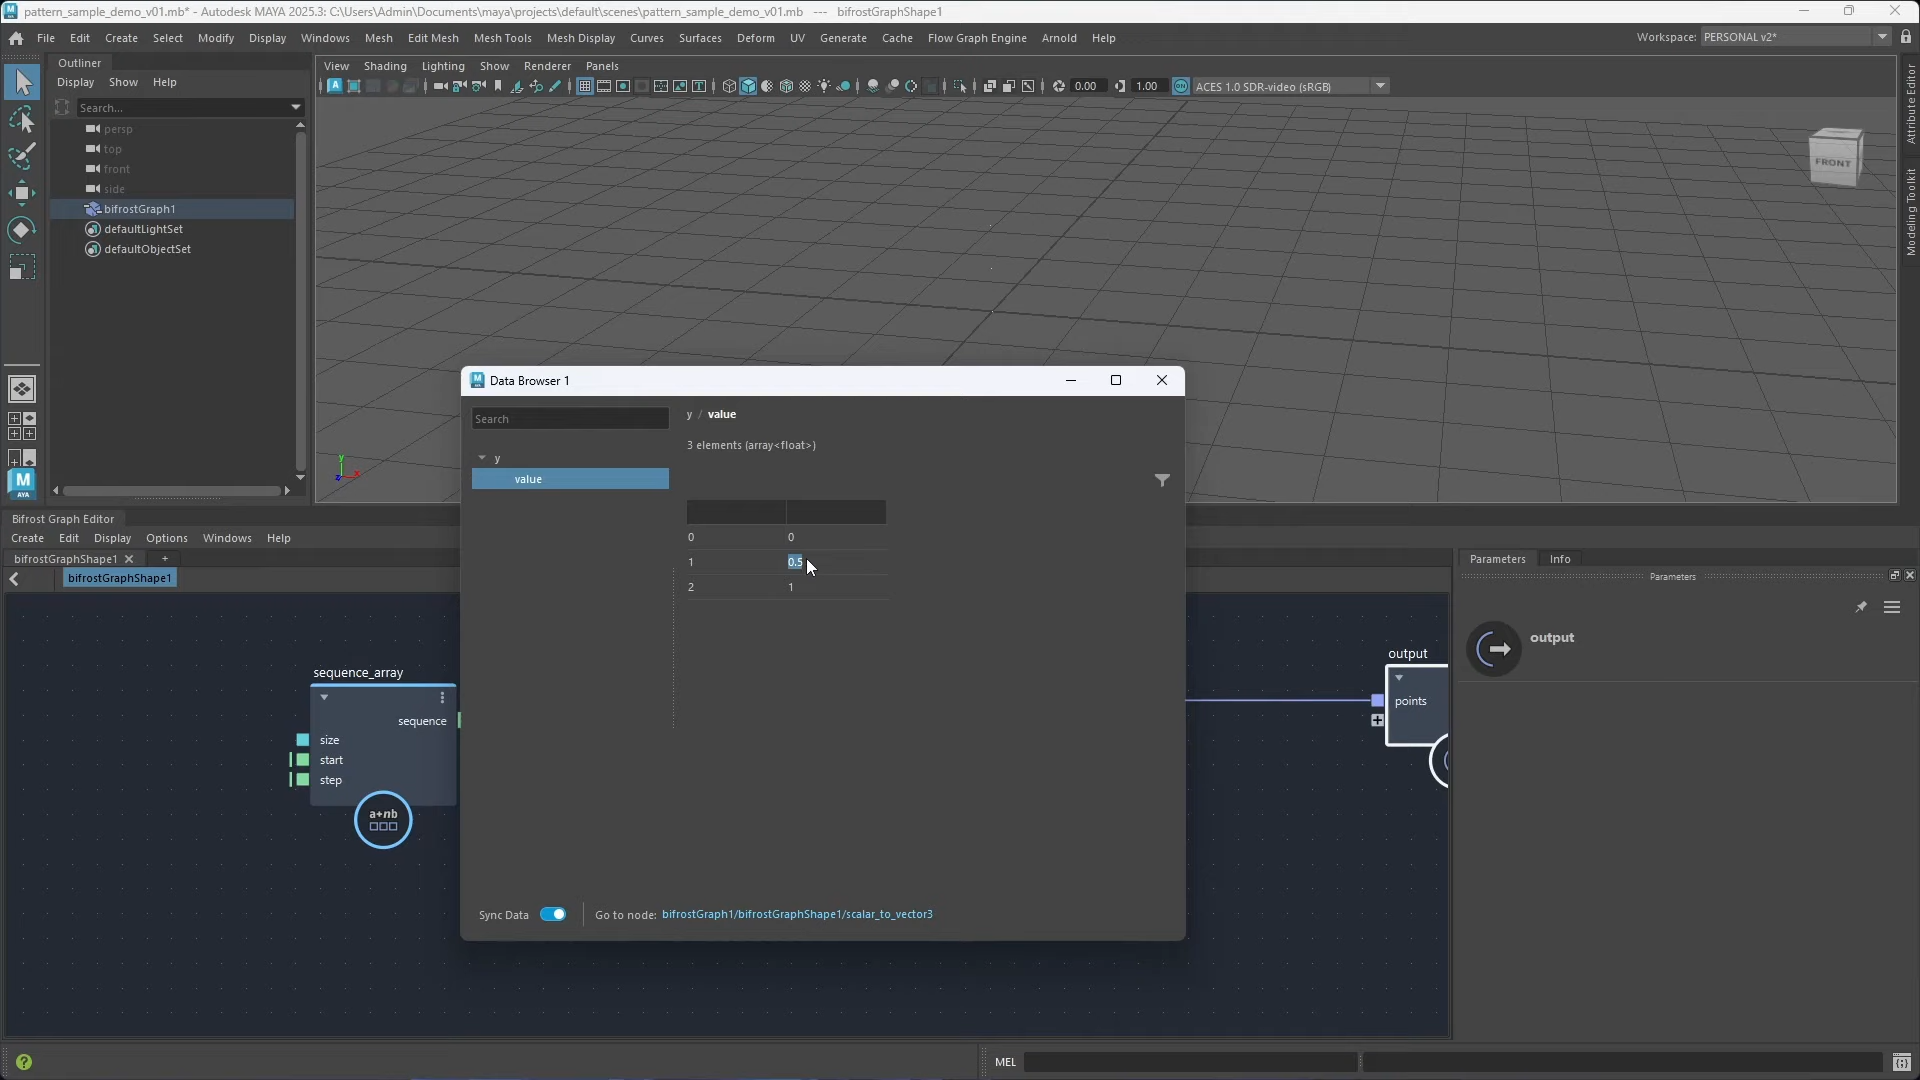 pattern_sample_demo_v01.mb* - Autodesk MAYA 2025.3: C:\Users\Admin\Documents\maya\projects\default\scenes\pattern_sample_demo_v01.mb --- bifrostGraphShape1
File Edit Create Select Modify Display Windows Mesh Edit Mesh Mesh Tools Mesh Display Curves Surfaces Deform UV Generate Cache Flow Graph Engine Arnold Help
Workspace: PERSONAL v2*
Outliner
Display Show Help
Search...
persp
top
front
side
bifrostGraph1
defaultLightSet
defaultObjectSet
View Shading Lighting Show Renderer Panels
0.00 1.00 ACES 1.0 SDR-video (sRGB)
FRONT
y
x
z
Attribute Editor
Modeling Toolkit
M
AYA
Data Browser 1
Search
y
value
y / value
3 elements (array<float>)
0 0
1 0.5
2 1
Sync Data
Go to node: bifrostGraph1/bifrostGraphShape1/scalar_to_vector3
Bifrost Graph Editor
Create Edit Display Options Windows Help
bifrostGraphShape1
bifrostGraphShape1
sequence_array
sequence
size
start
step
a+nb
output
points
Parameters Info
Parameters
output
MEL